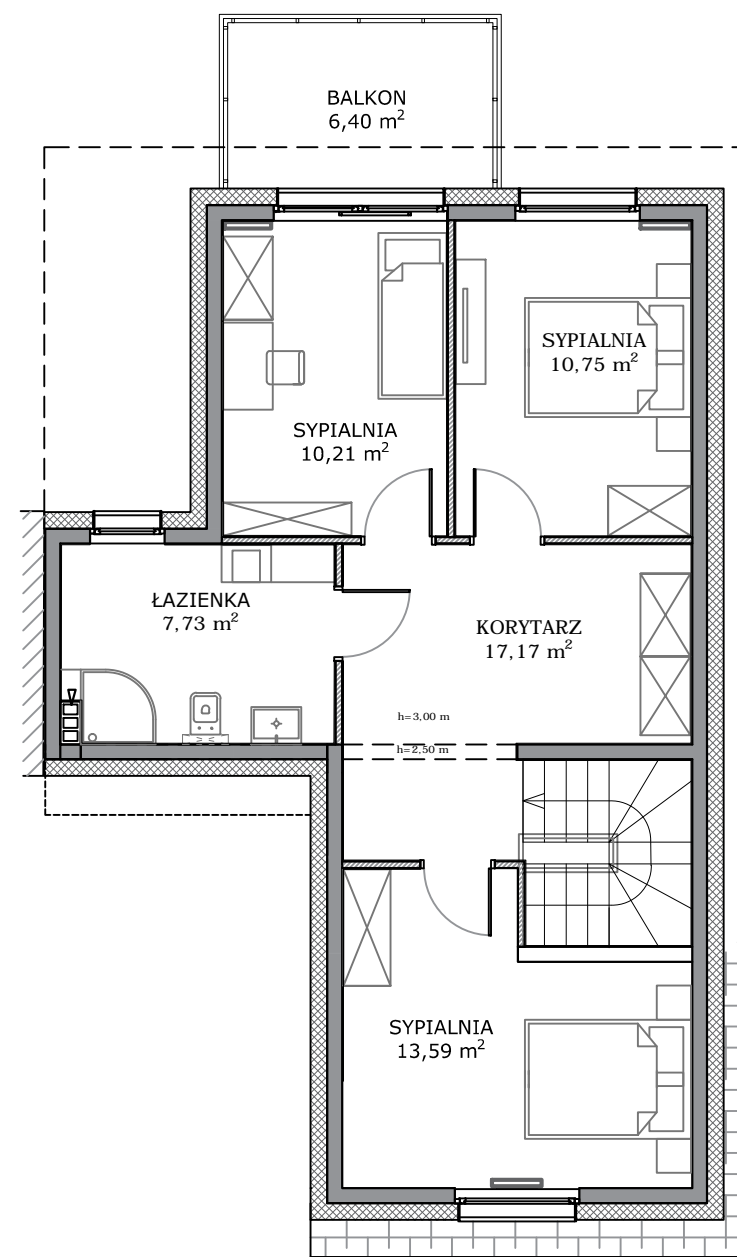 BALKON
6,40 m²
SYPIALNIA
10,75 m²
SYPIALNIA
10,21 m²
ŁAZIENKA
7,73 m²
KORYTARZ
17,17 m²
h=3,00 m
h=2,50 m
SYPIALNIA
13,59 m²